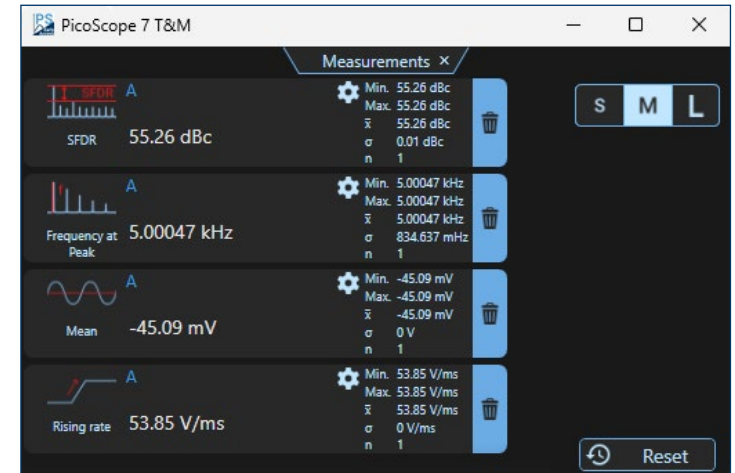 PS
PicoScope 7 T&M
Measurements ×
SFDR
A
SFDR
55.26 dBc
Min. 55.26 dBc
Max. 55.26 dBc
x̄ 55.26 dBc
σ 0.01 dBc
n 1
f
A
Frequency at
Peak
5.00047 kHz
Min. 5.00047 kHz
Max. 5.00047 kHz
x̄ 5.00047 kHz
σ 834.637 mHz
n 1
A
Mean
-45.09 mV
Min. -45.09 mV
Max. -45.09 mV
x̄ -45.09 mV
σ 0 V
n 1
A
Rising rate
53.85 V/ms
Min. 53.85 V/ms
Max. 53.85 V/ms
x̄ 53.85 V/ms
σ 0 V/ms
n 1
S M L
Reset